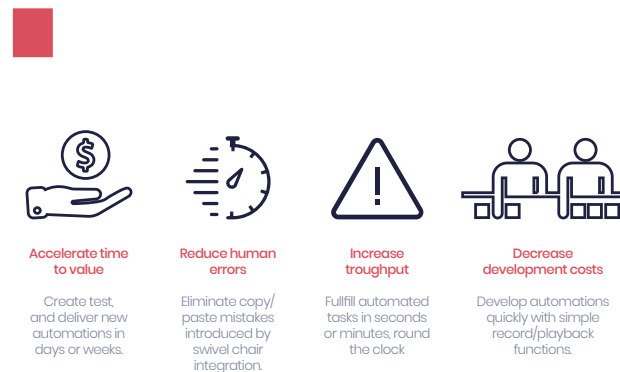 Accelerate time
to value
Create test,
and deliver new
automations in
days or weeks.
Reduce human
errors
Eliminate copy/
paste mistakes
introduced by
swivel chair
integration.
Increase
troughput
Fullfill automated
tasks in seconds
or minutes, round
the clock
Decrease
development costs
Develop automations
quickly with simple
record/playback
functions.